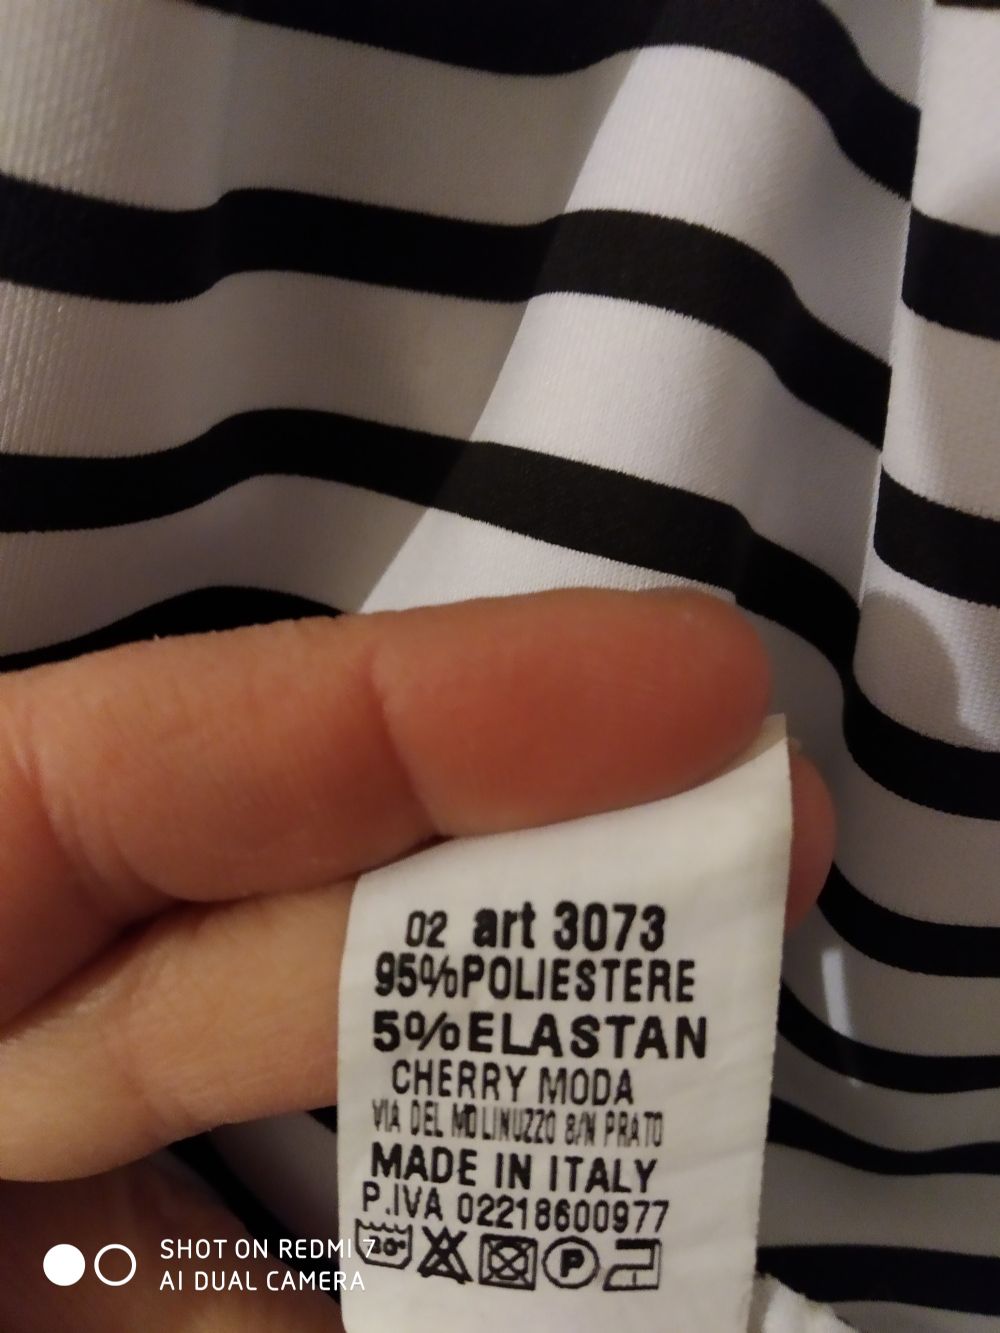 02 art 3073
95%POLIESTERE
5%ELASTAN
CHERRY MODA
VIA DEL MOLINUZZO 8/N PRATO
MADE IN ITALY
P.IVA 02218600977
30°
P
SHOT ON REDMI 7
AI DUAL CAMERA